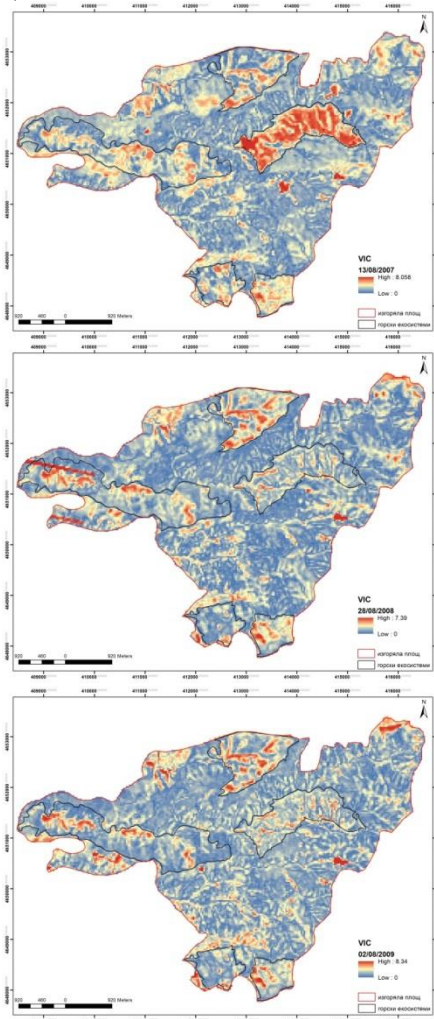 409000 410000 411000 412000 413000 414000 415000 416000
N
VIC
13/08/2007
High : 8.058
Low : 0
изгоряла площ
горски екосистеми
920 460 0 920 Meters
409000 410000 411000 412000 413000 414000 415000 416000
N
VIC
28/08/2008
High : 7.39
Low : 0
изгоряла площ
горски екосистеми
920 460 0 920 Meters
409000 410000 411000 412000 413000 414000 415000 416000
N
VIC
02/08/2009
High : 8.34
Low : 0
изгоряла площ
горски екосистеми
920 460 0 920 Meters